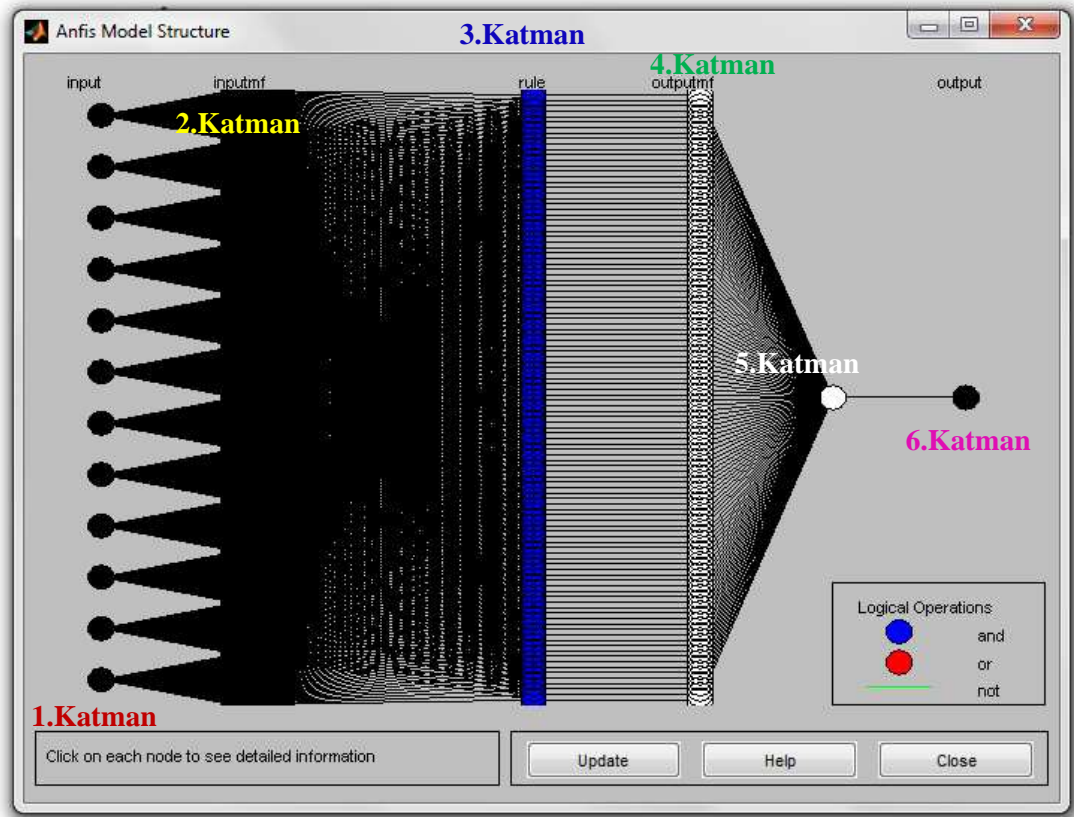 Anfis Model Structure
3.Katman
4.Katman
input
inputmf
rule
outputmf
output
2.Katman
5.Katman
6.Katman
Logical Operations
and
or
not
1.Katman
Click on each node to see detailed information
Update
Help
Close